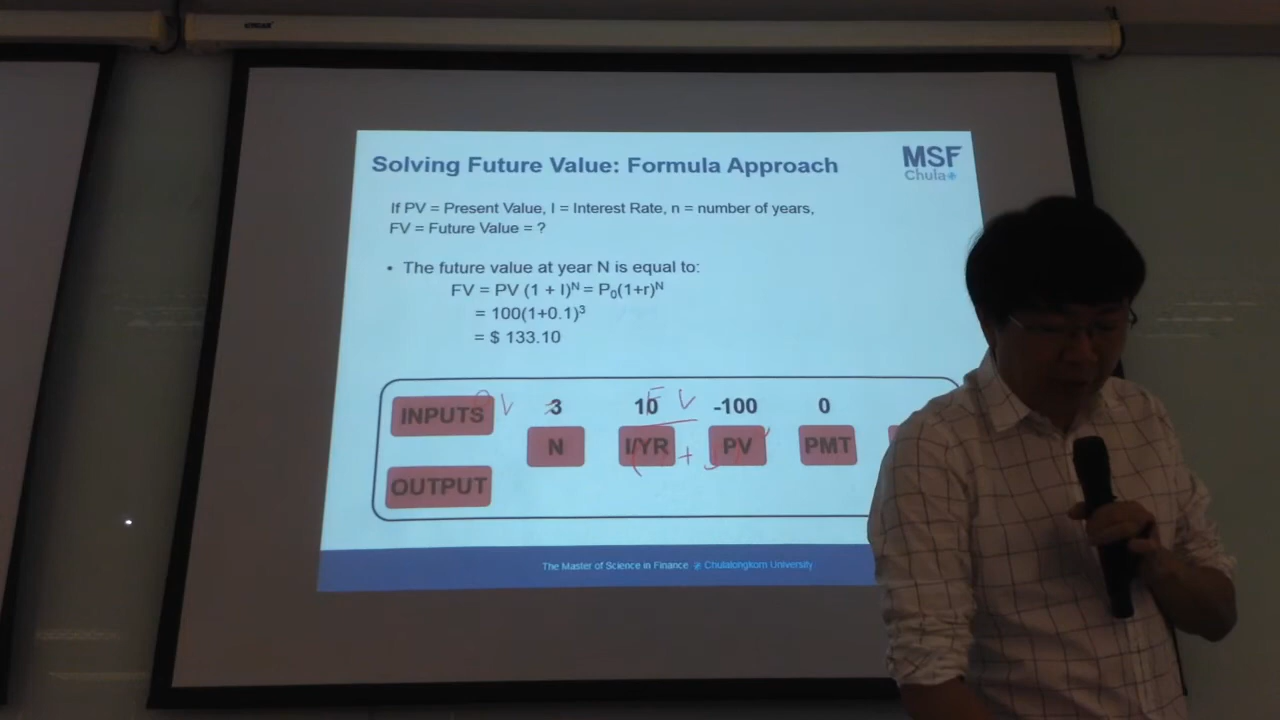 Solving Future Value: Formula Approach
MSF
Chula
If PV = Present Value, I = Interest Rate, n = number of years,
FV = Future Value = ?
• The future value at year N is equal to:
FV = PV (1 + I)ᴺ = P₀(1+r)ᴺ
= 100(1+0.1)³
= $ 133.10
INPUTS 3 10 -100 0
N I/YR PV PMT
OUTPUT
FV
The Master of Science in Finance Chulalongkorn University